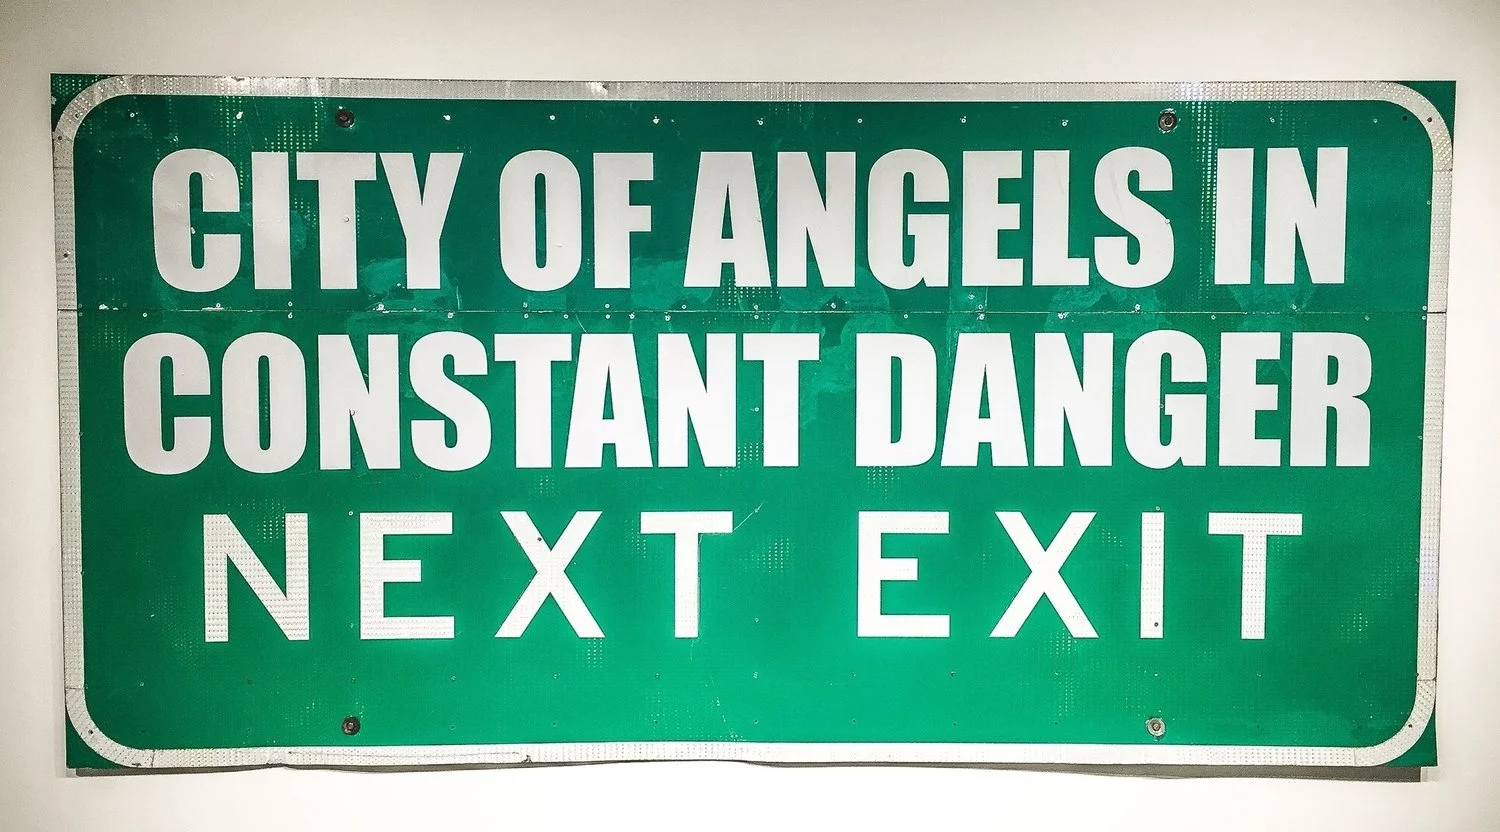 CITY OF ANGELS IN
CONSTANT DANGER
NEXT EXIT